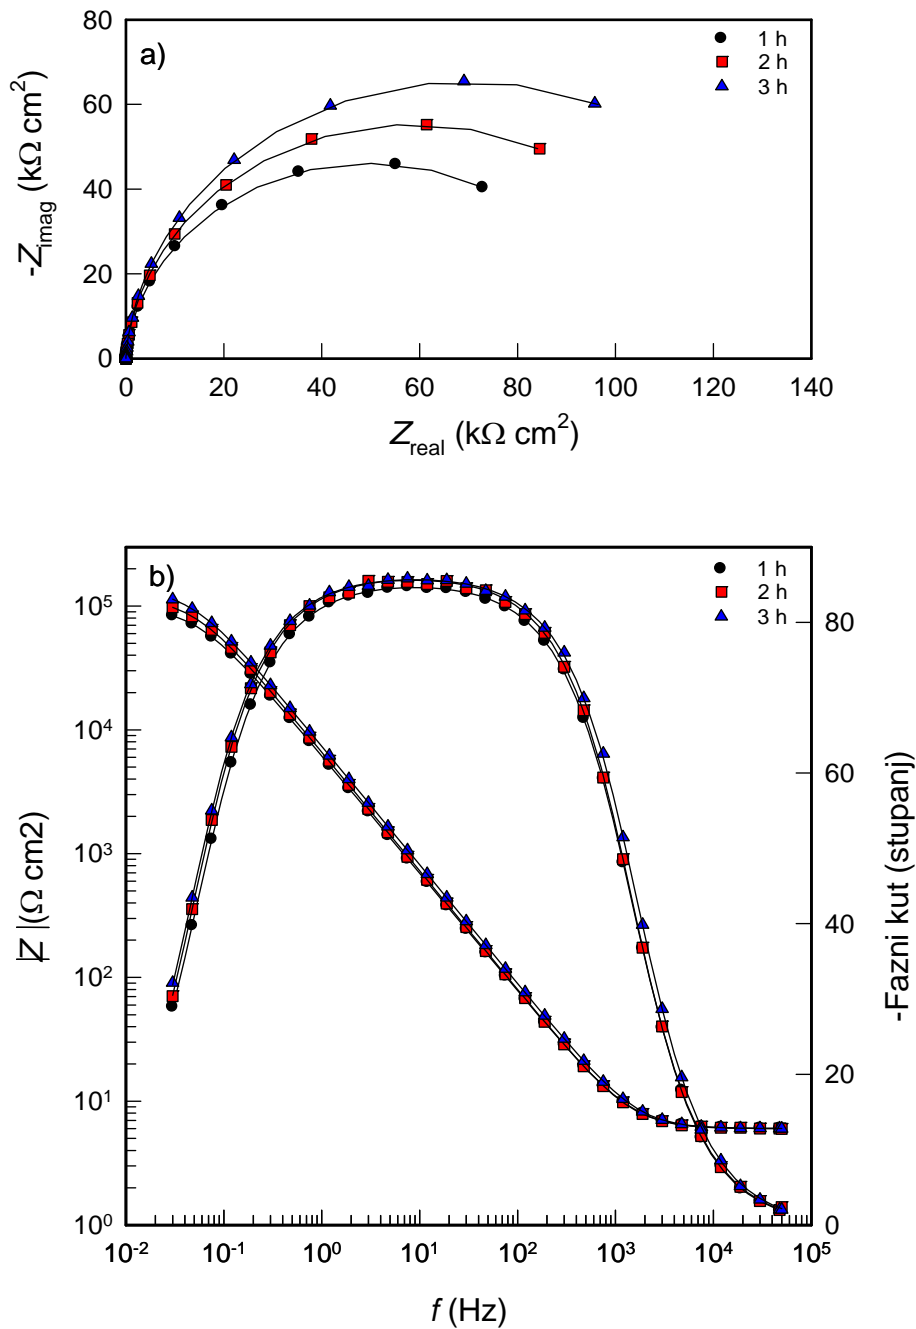 a)
1 h
2 h
3 h
80
60
40
20
0
-Zimag (kΩ cm²)
0 20 40 60 80 100 120 140
Zreal (kΩ cm²)
b)
1 h
2 h
3 h
10⁵
10⁴
10³
10²
10¹
10⁰
|Z|(Ω cm2)
80
60
40
20
0
-Fazni kut (stupanj)
10⁻² 10⁻¹ 10⁰ 10¹ 10² 10³ 10⁴ 10⁵
f (Hz)